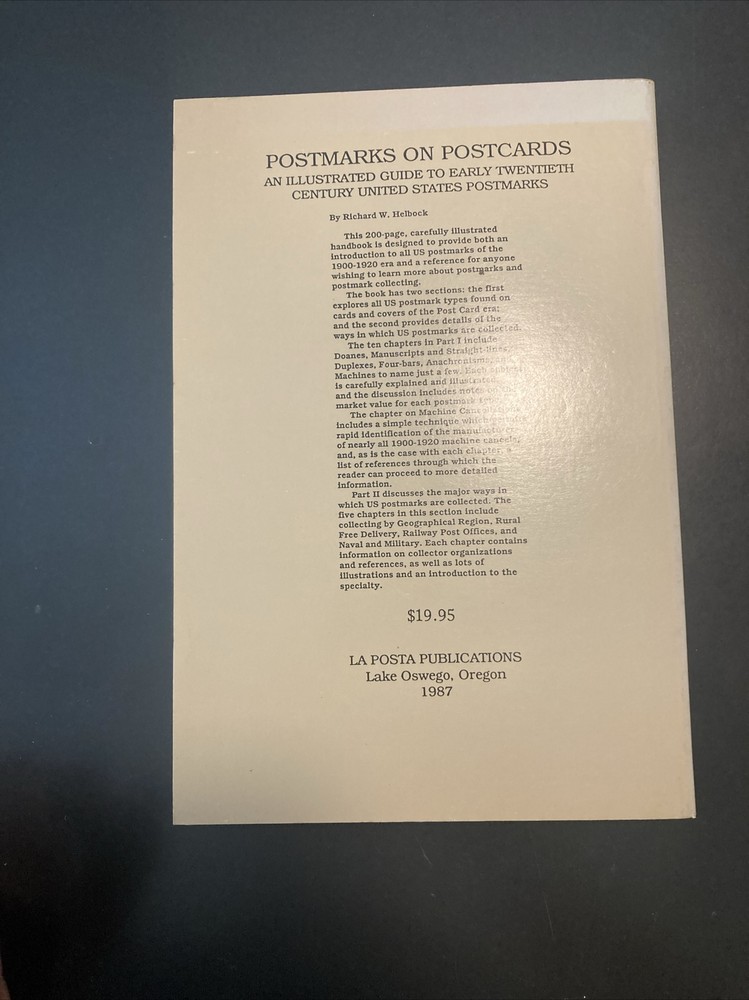 POSTMARKS ON POSTCARDS
AN ILLUSTRATED GUIDE TO EARLY TWENTIETH
CENTURY UNITED STATES POSTMARKS
By Richard W. Helbock
This 200-page, carefully illustrated
handbook is designed to provide both an
introduction to all US postmarks of the
1900-1920 era and a reference for anyone
wishing to learn more about postmarks and
postmark collecting.
The book has two sections: the first
explores all US postmark types found on
cards and covers of the Post Card era;
and the second provides details of the
ways in which US postmarks are collected.
The ten chapters in Part I include
Doanes, Manuscripts and Straight-lines,
Duplexes, Four-bars, Anachronisms,
Machines to name just a few. Each
is carefully explained and illustrated,
and the discussion includes notes on the
market value for each postmark
The chapter on Machine
includes a simple technique which
rapid identification of the
of nearly all 1900-1920 machine cancels;
and, as is the case with each chapter, a
list of references through which the
reader can proceed to more detailed
information.
Part II discusses the major ways in
which US postmarks are collected. The
five chapters in this section include
collecting by Geographical Region, Rural
Free Delivery, Railway Post Offices, and
Naval and Military. Each chapter contains
information on collector organizations
and references, as well as lots of
illustrations and an introduction to the
specialty.
$19.95
LA POSTA PUBLICATIONS
Lake Oswego, Oregon
1987